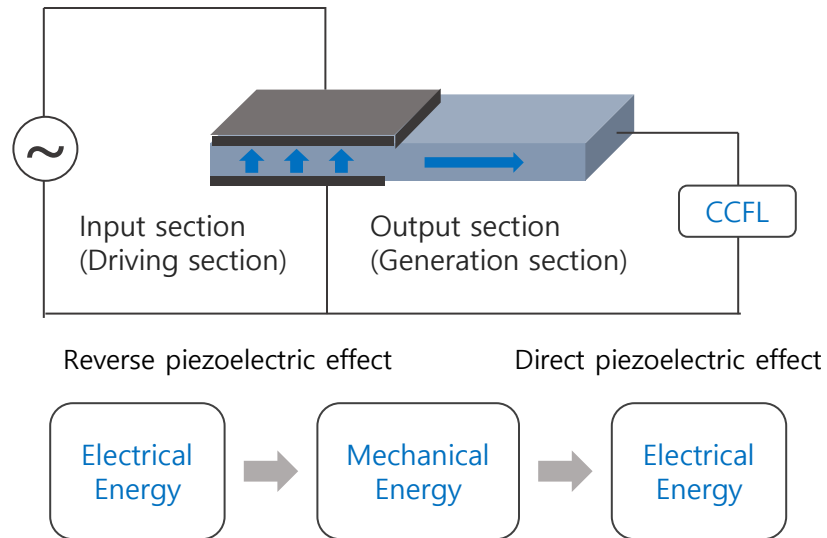 ~
Input section
(Driving section)
Output section
(Generation section)
CCFL
Reverse piezoelectric effect
Direct piezoelectric effect
Electrical
Energy
Mechanical
Energy
Electrical
Energy